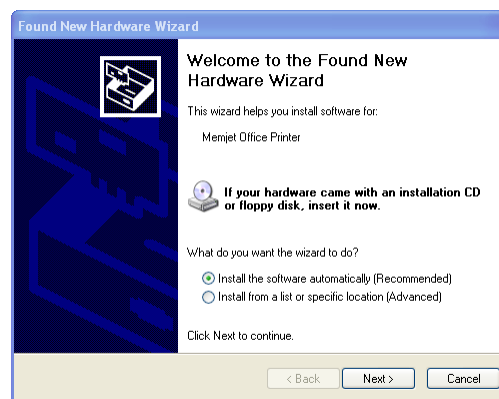 Found New Hardware Wizard
Welcome to the Found New
Hardware Wizard
This wizard helps you install software for:
Memjet Office Printer
If your hardware came with an installation CD
or floppy disk, insert it now.
What do you want the wizard to do?
Install the software automatically (Recommended)
Install from a list or specific location (Advanced)
Click Next to continue.
< Back
Next >
Cancel